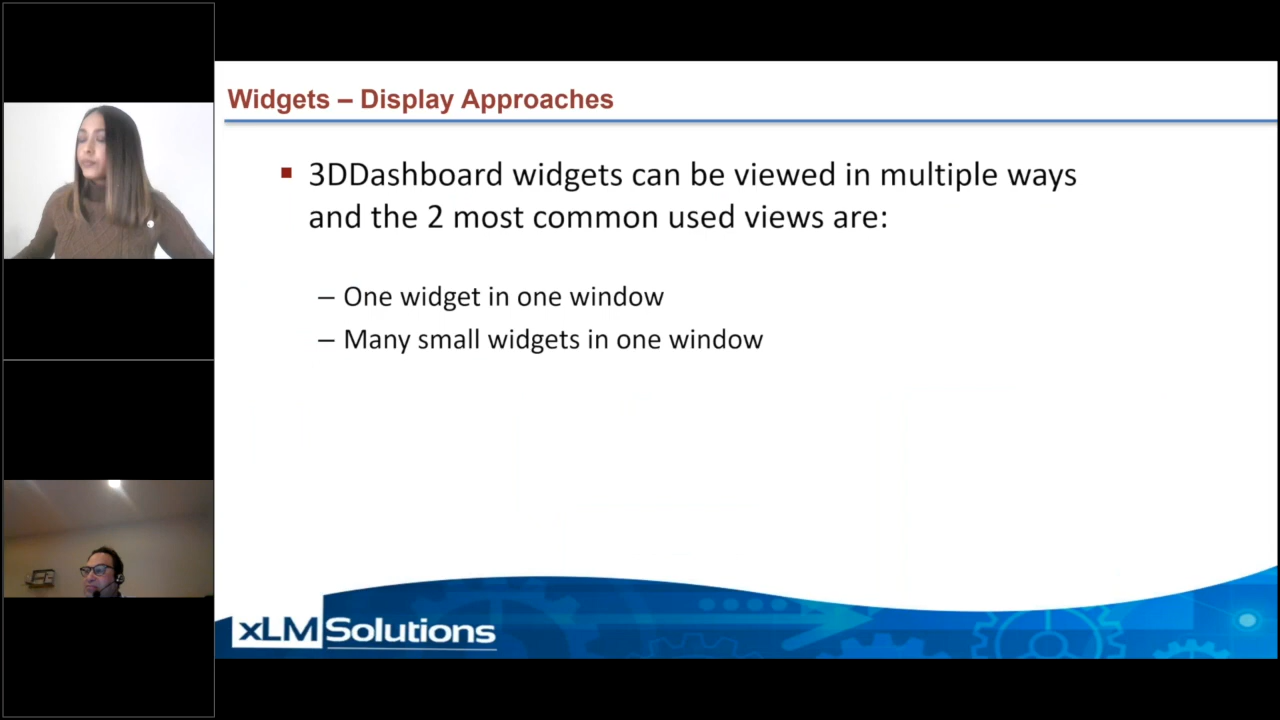 Widgets – Display Approaches
▪ 3DDashboard widgets can be viewed in multiple ways
and the 2 most common used views are:
– One widget in one window
– Many small widgets in one window
xLM Solutions